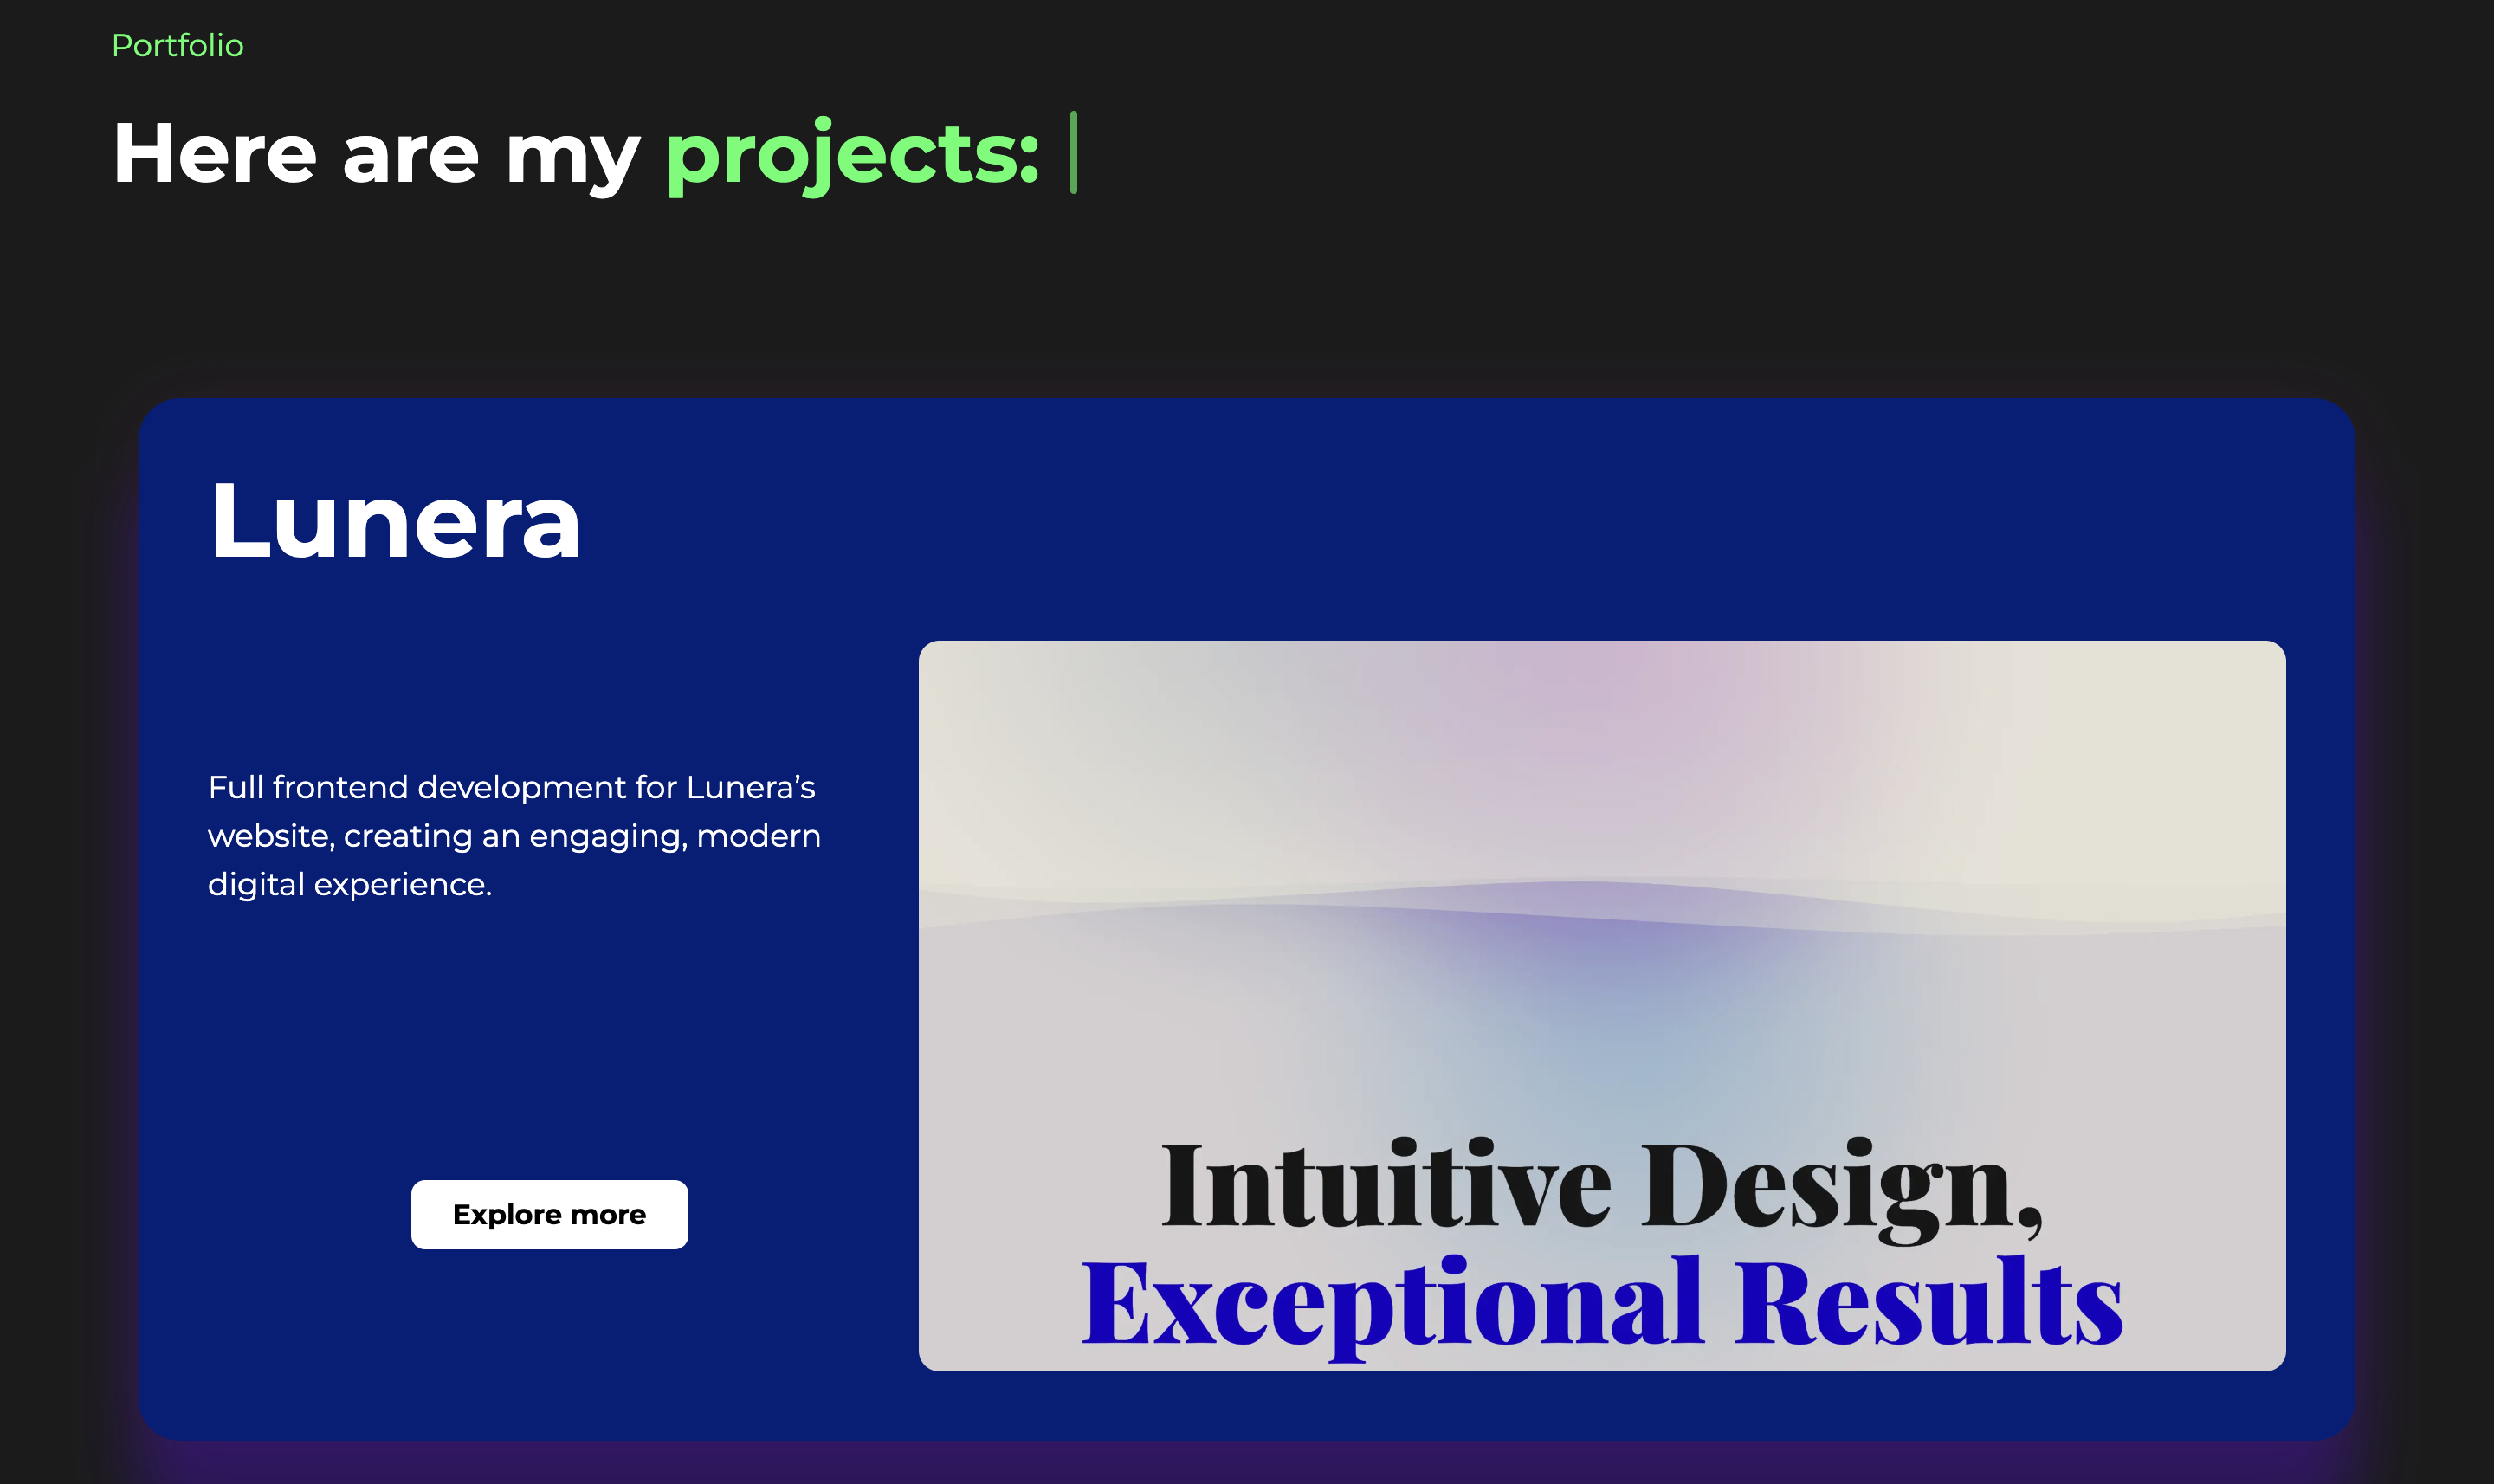 Portfolio
Here are my projects:
Lunera
Full frontend development for Lunera’s
website, creating an engaging, modern
digital experience.
Explore more
Intuitive Design,
Exceptional Results